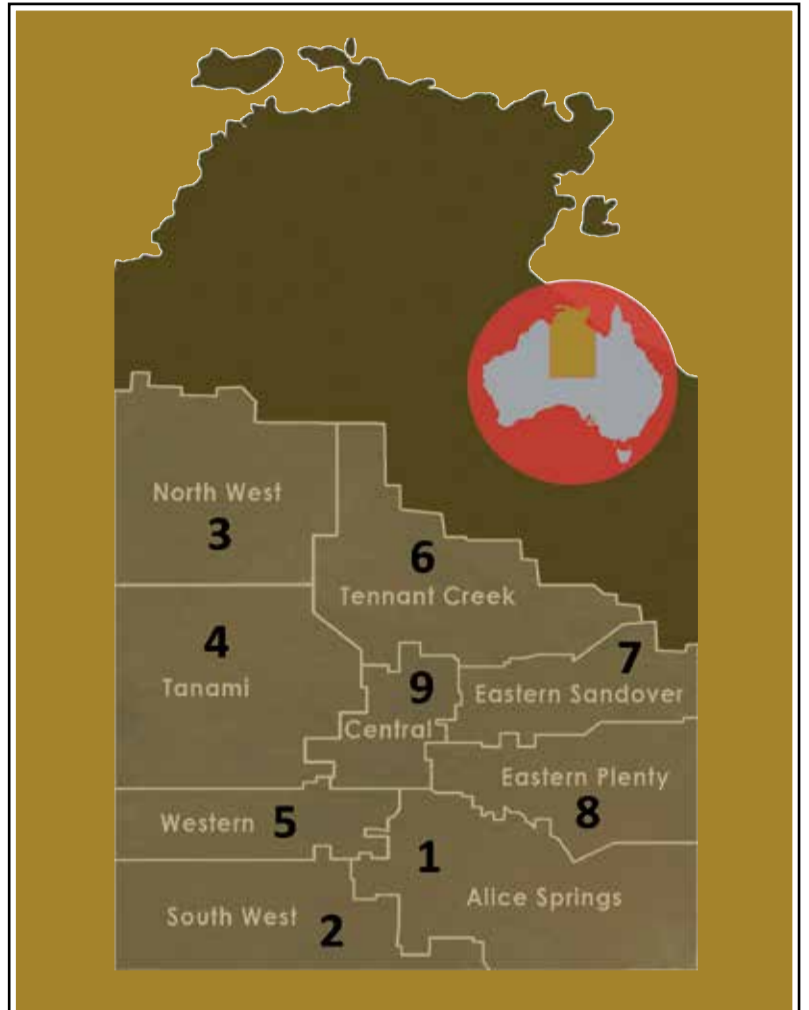 North West
3
6
Tennant Creek
4
Tanami
7
Eastern Sandover
9
Central
Eastern Plenty
8
Western 5
1
Alice Springs
South West 2